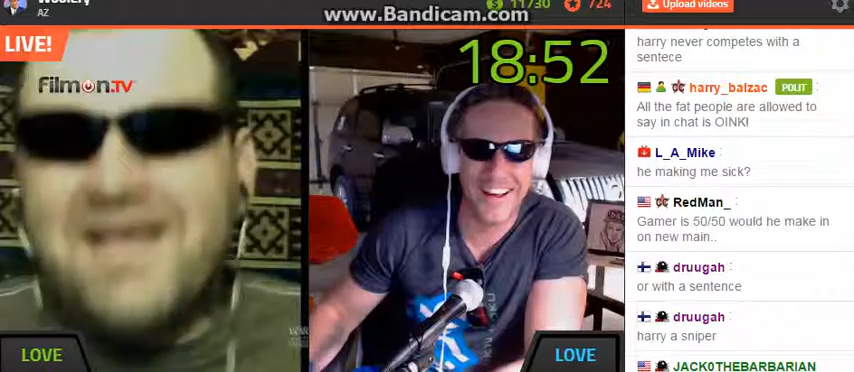 Woolery
AZ
www.Bandicam.com
11730
724
Upload videos
LIVE!
FilmOn.TV
18:52
LOVE
LOVE
harry never competes with a
sentece
harry_balzac POLIT :
All the fat people are allowed to
say in chat is OINK!
L_A_Mike :
he making me sick?
RedMan_ :
Gamer is 50/50 would he make in
on new main..
druugah :
or with a sentence
druugah :
harry a sniper
JACK0THEBARBARIAN